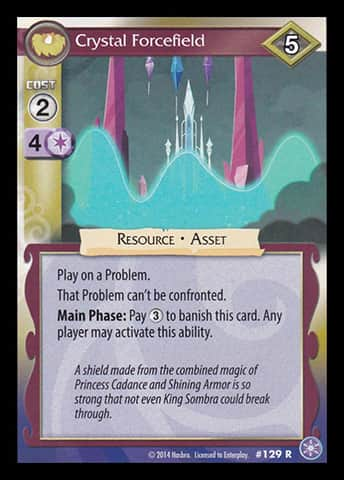 Crystal Forcefield
5
COST
2
4
RESOURCE • ASSET
Play on a Problem.
That Problem can't be confronted.
Main Phase: Pay 3 to banish this card. Any
player may activate this ability.
A shield made from the combined magic of
Princess Cadance and Shining Armor is so
strong that not even King Sombra could break
through.
© 2014 Hasbro. Licensed to Enterplay. #129 R